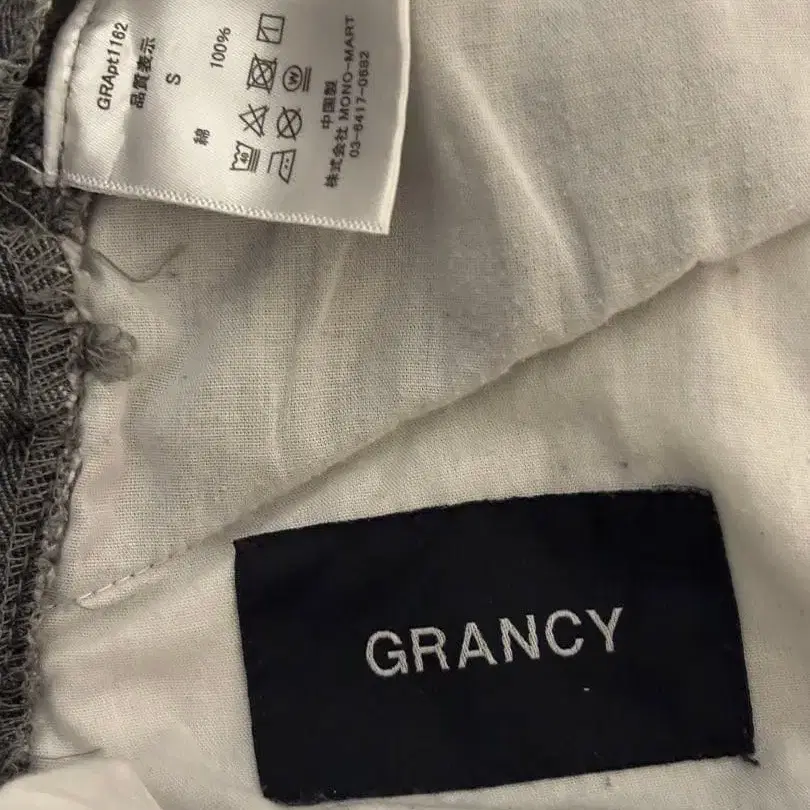 GRApt1162
品質表示
S
綿 100%
40
W
中国製
株式会社 MONO-MART
03-6417-0682
GRANCY